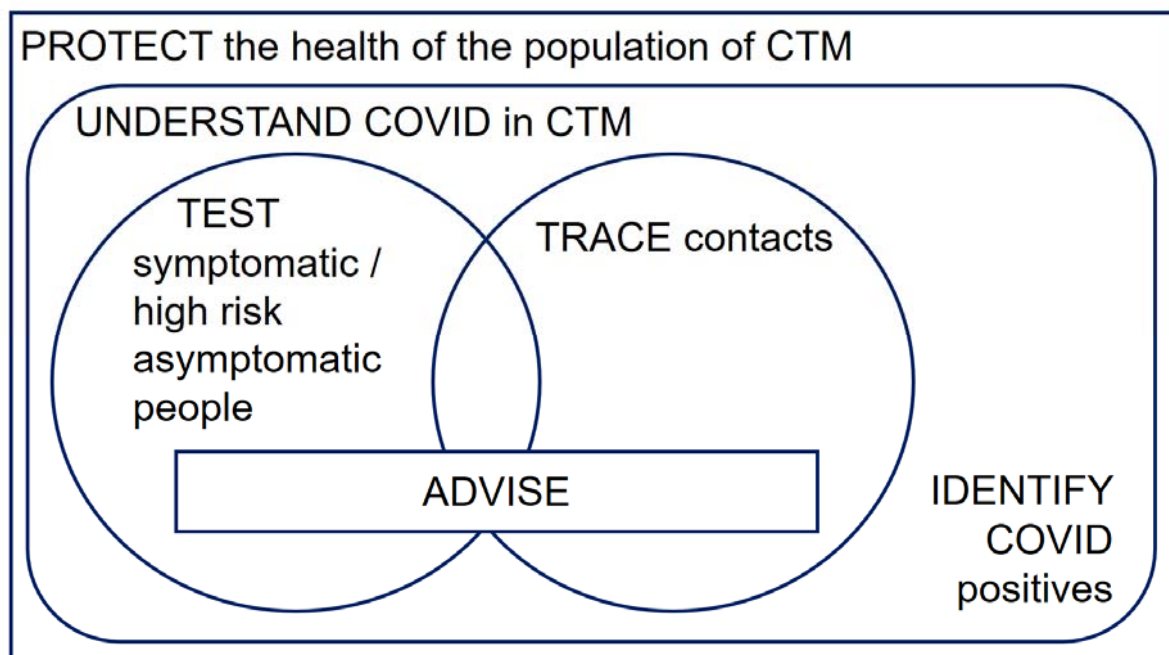 PROTECT the health of the population of CTM
UNDERSTAND COVID in CTM
TEST
symptomatic /
high risk
asymptomatic
people
TRACE contacts
ADVISE
IDENTIFY
COVID
positives